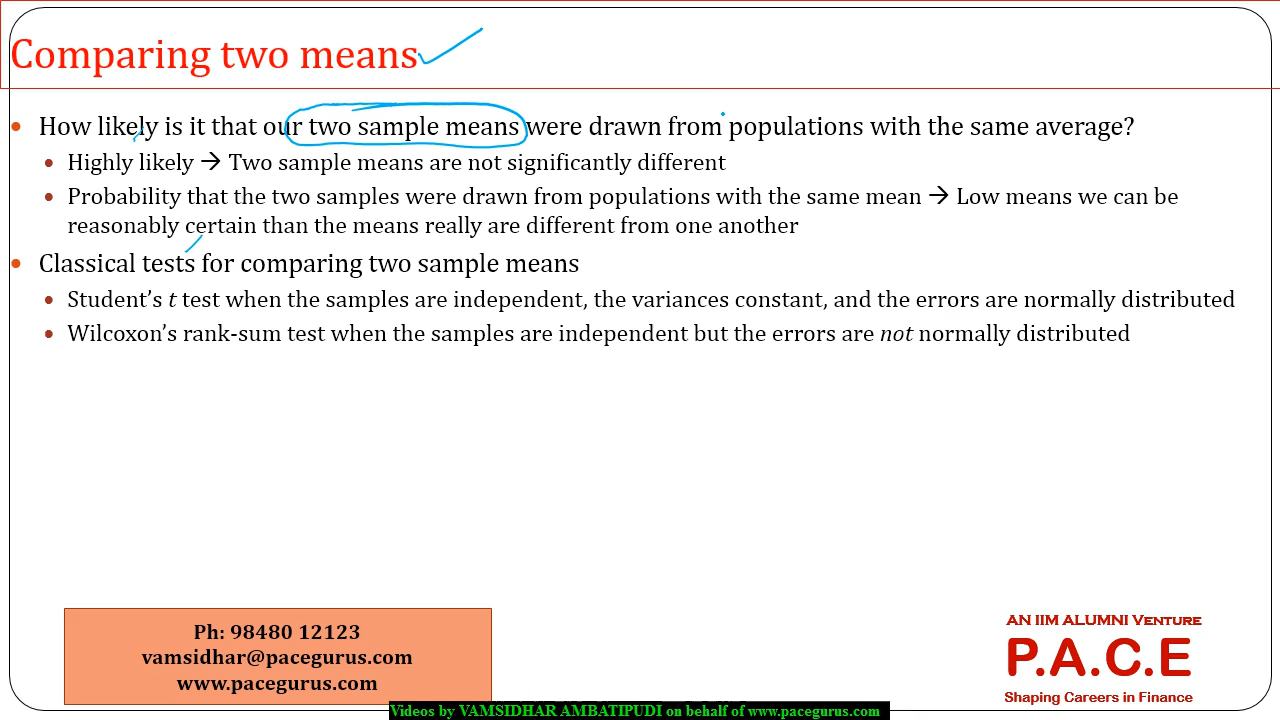 Comparing two means
• How likely is it that our two sample means were drawn from populations with the same average?
• Highly likely → Two sample means are not significantly different
• Probability that the two samples were drawn from populations with the same mean → Low means we can be
reasonably certain than the means really are different from one another
• Classical tests for comparing two sample means
• Student’s t test when the samples are independent, the variances constant, and the errors are normally distributed
• Wilcoxon’s rank-sum test when the samples are independent but the errors are not normally distributed
Ph: 98480 12123
vamsidhar@pacegurus.com
www.pacegurus.com
AN IIM ALUMNI VENTURE
P.A.C.E
Shaping Careers in Finance
Videos by VAMSIDHAR AMBATIPUDI on behalf of www.pacegurus.com